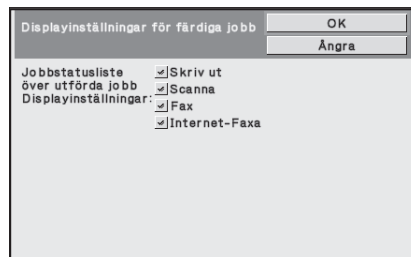 Displayinställningar för färdiga jobb
OK
Ångra
Jobbstatusliste
över utförda jobb
Displayinställningar:
Skriv ut
Scanna
Fax
Internet-Faxa